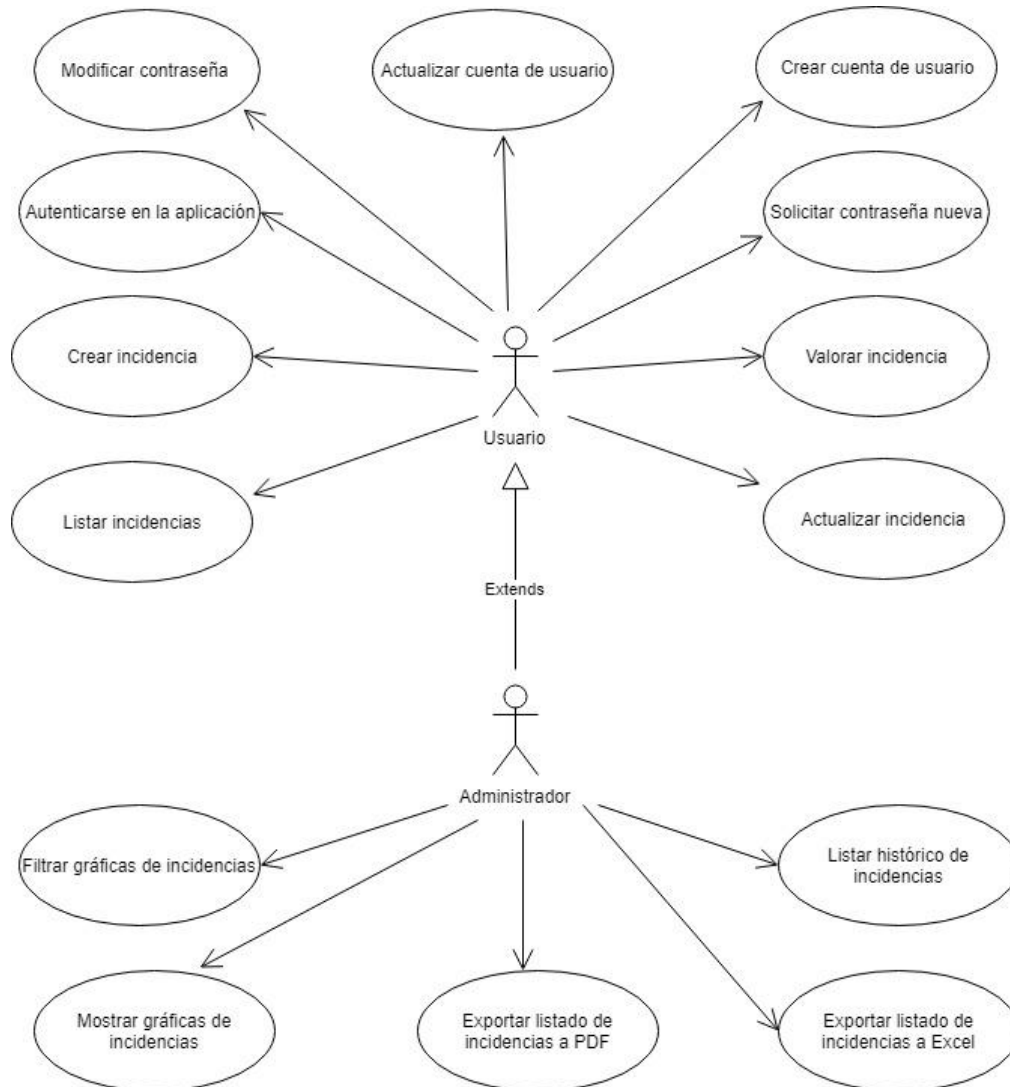 Modificar contraseña
Actualizar cuenta de usuario
Crear cuenta de usuario
Autenticarse en la aplicación
Solicitar contraseña nueva
Crear incidencia
Valorar incidencia
Usuario
Listar incidencias
Actualizar incidencia
Extends
Administrador
Filtrar gráficas de incidencias
Listar histórico de
incidencias
Mostrar gráficas de
incidencias
Exportar listado de
incidencias a PDF
Exportar listado de
incidencias a Excel